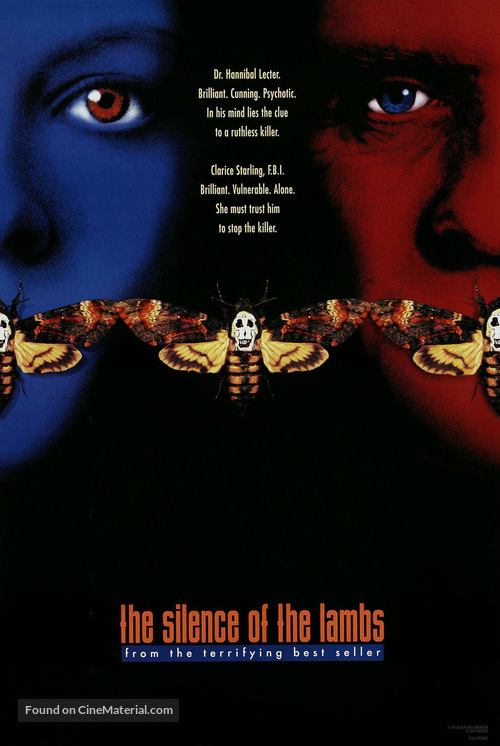 Dr. Hannibal Lecter.
Brilliant. Cunning. Psychotic.
In his mind lies the clue
to a ruthless killer.
Clarice Starling, F.B.I.
Brilliant. Vulnerable. Alone.
She must trust him
to stop the killer.
the silence of the lambs
from the terrifying best seller
Found on CineMaterial.com